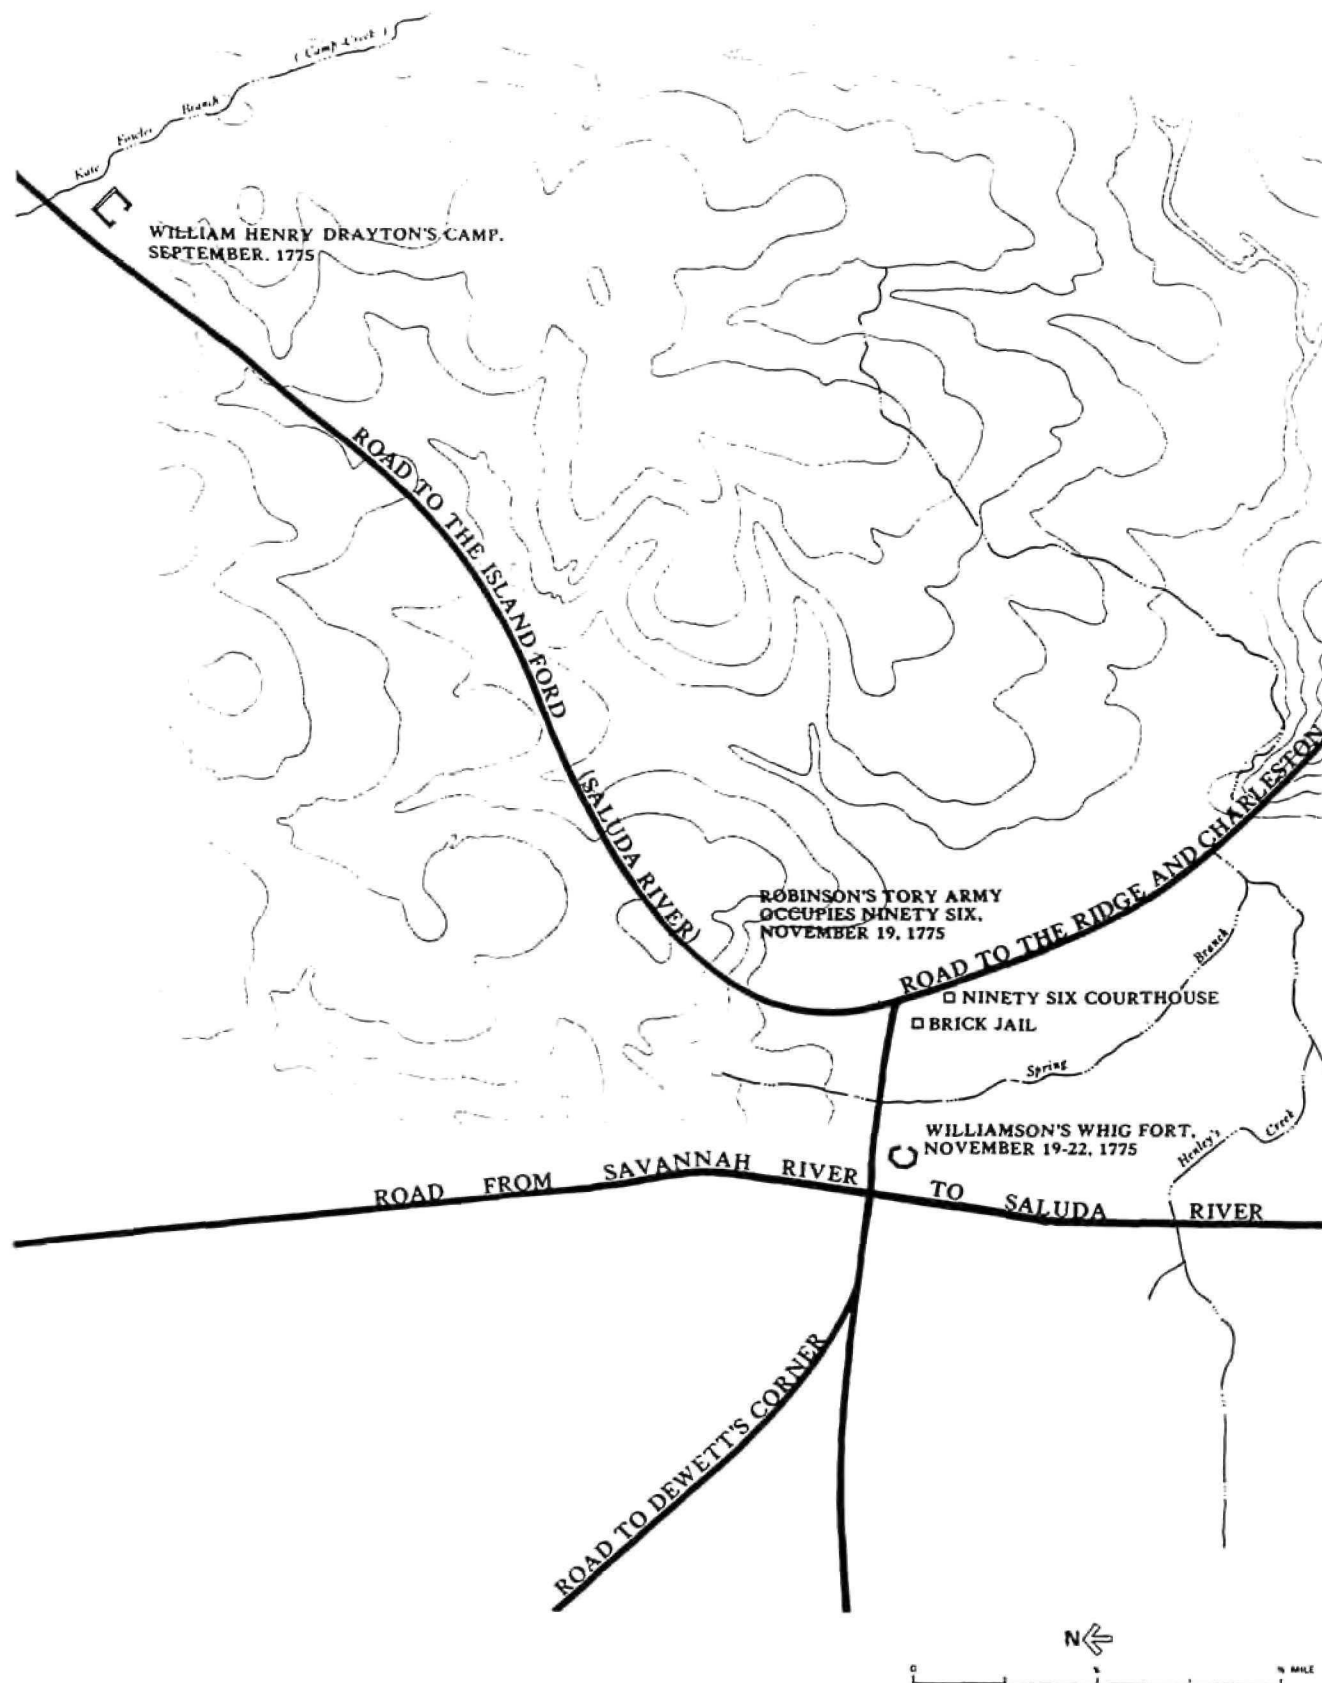 ( Camp Creek )
Kate Fowler Branch
WILLIAM HENRY DRAYTON'S CAMP,
SEPTEMBER, 1775
ROAD TO THE ISLAND FORD
(SALUDA RIVER)
ROBINSON'S TORY ARMY
OCCUPIES NINETY SIX,
NOVEMBER 19, 1775
ROAD TO THE RIDGE AND CHARLESTON
NINETY SIX COURTHOUSE
BRICK JAIL
Spring Branch
WILLIAMSON'S WHIG FORT,
NOVEMBER 19-22, 1775
Henley's Creek
ROAD FROM SAVANNAH RIVER TO SALUDA RIVER
ROAD TO DEWETT'S CORNER
N
0
MILE